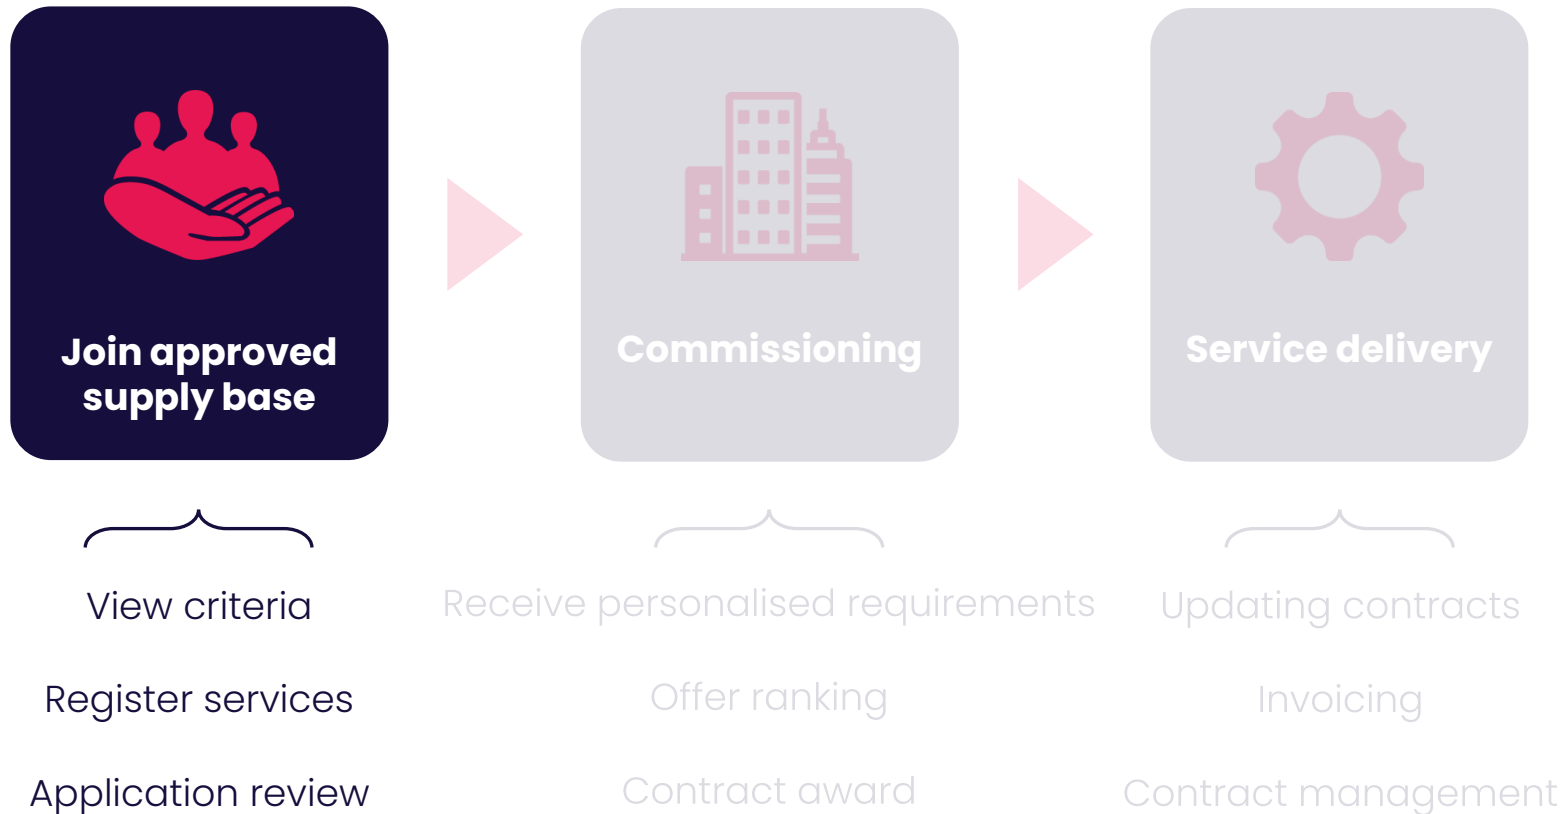 Join approved
supply base
Commissioning
Service delivery
View criteria
Receive personalised requirements
Updating contracts
Register services
Offer ranking
Invoicing
Application review
Contract award
Contract management